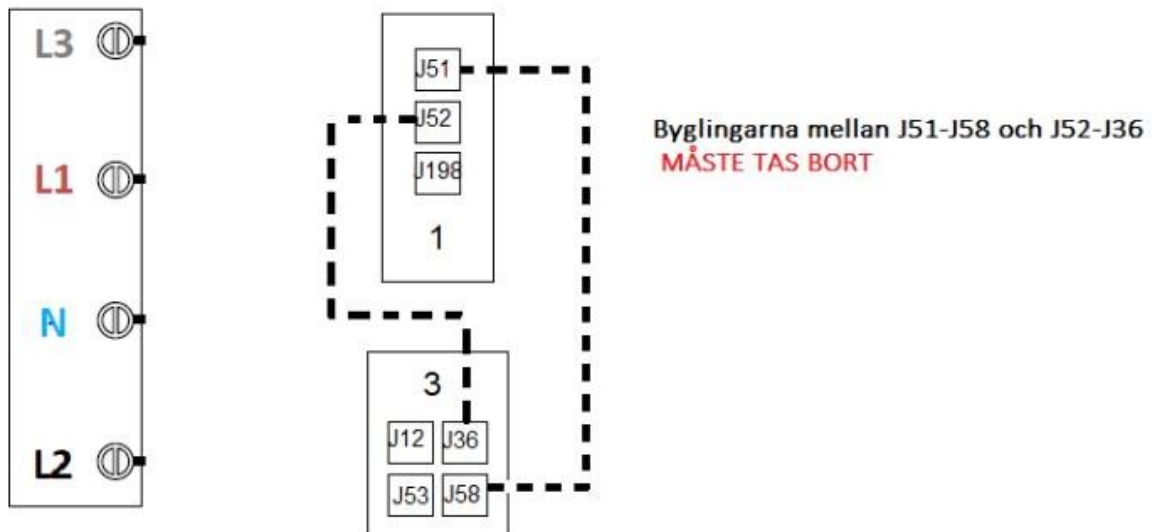 L3
L1
N
L2
J51
J52
J198
1
3
J12 J36
J53 J58
Byglingarna mellan J51-J58 och J52-J36
MÅSTE TAS BORT